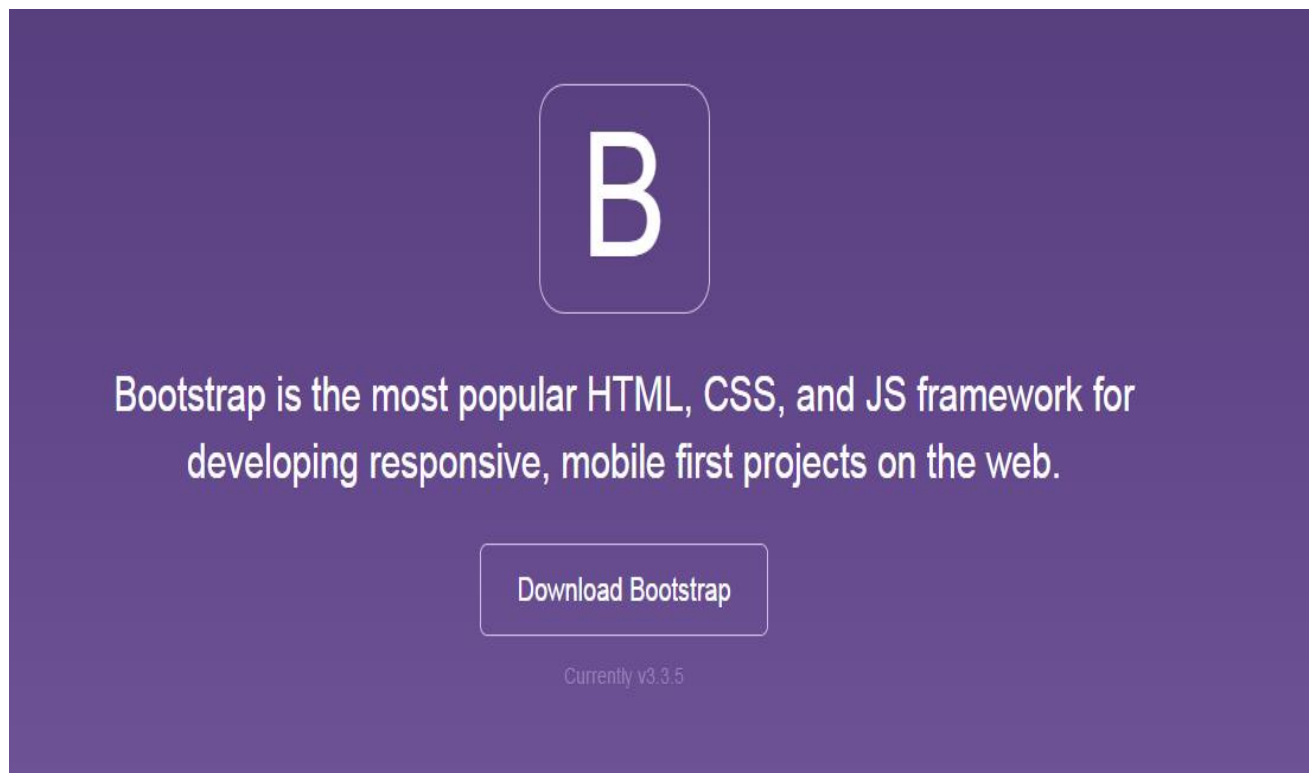 B
Bootstrap is the most popular HTML, CSS, and JS framework for
developing responsive, mobile first projects on the web.
Download Bootstrap
Currently v3.3.5